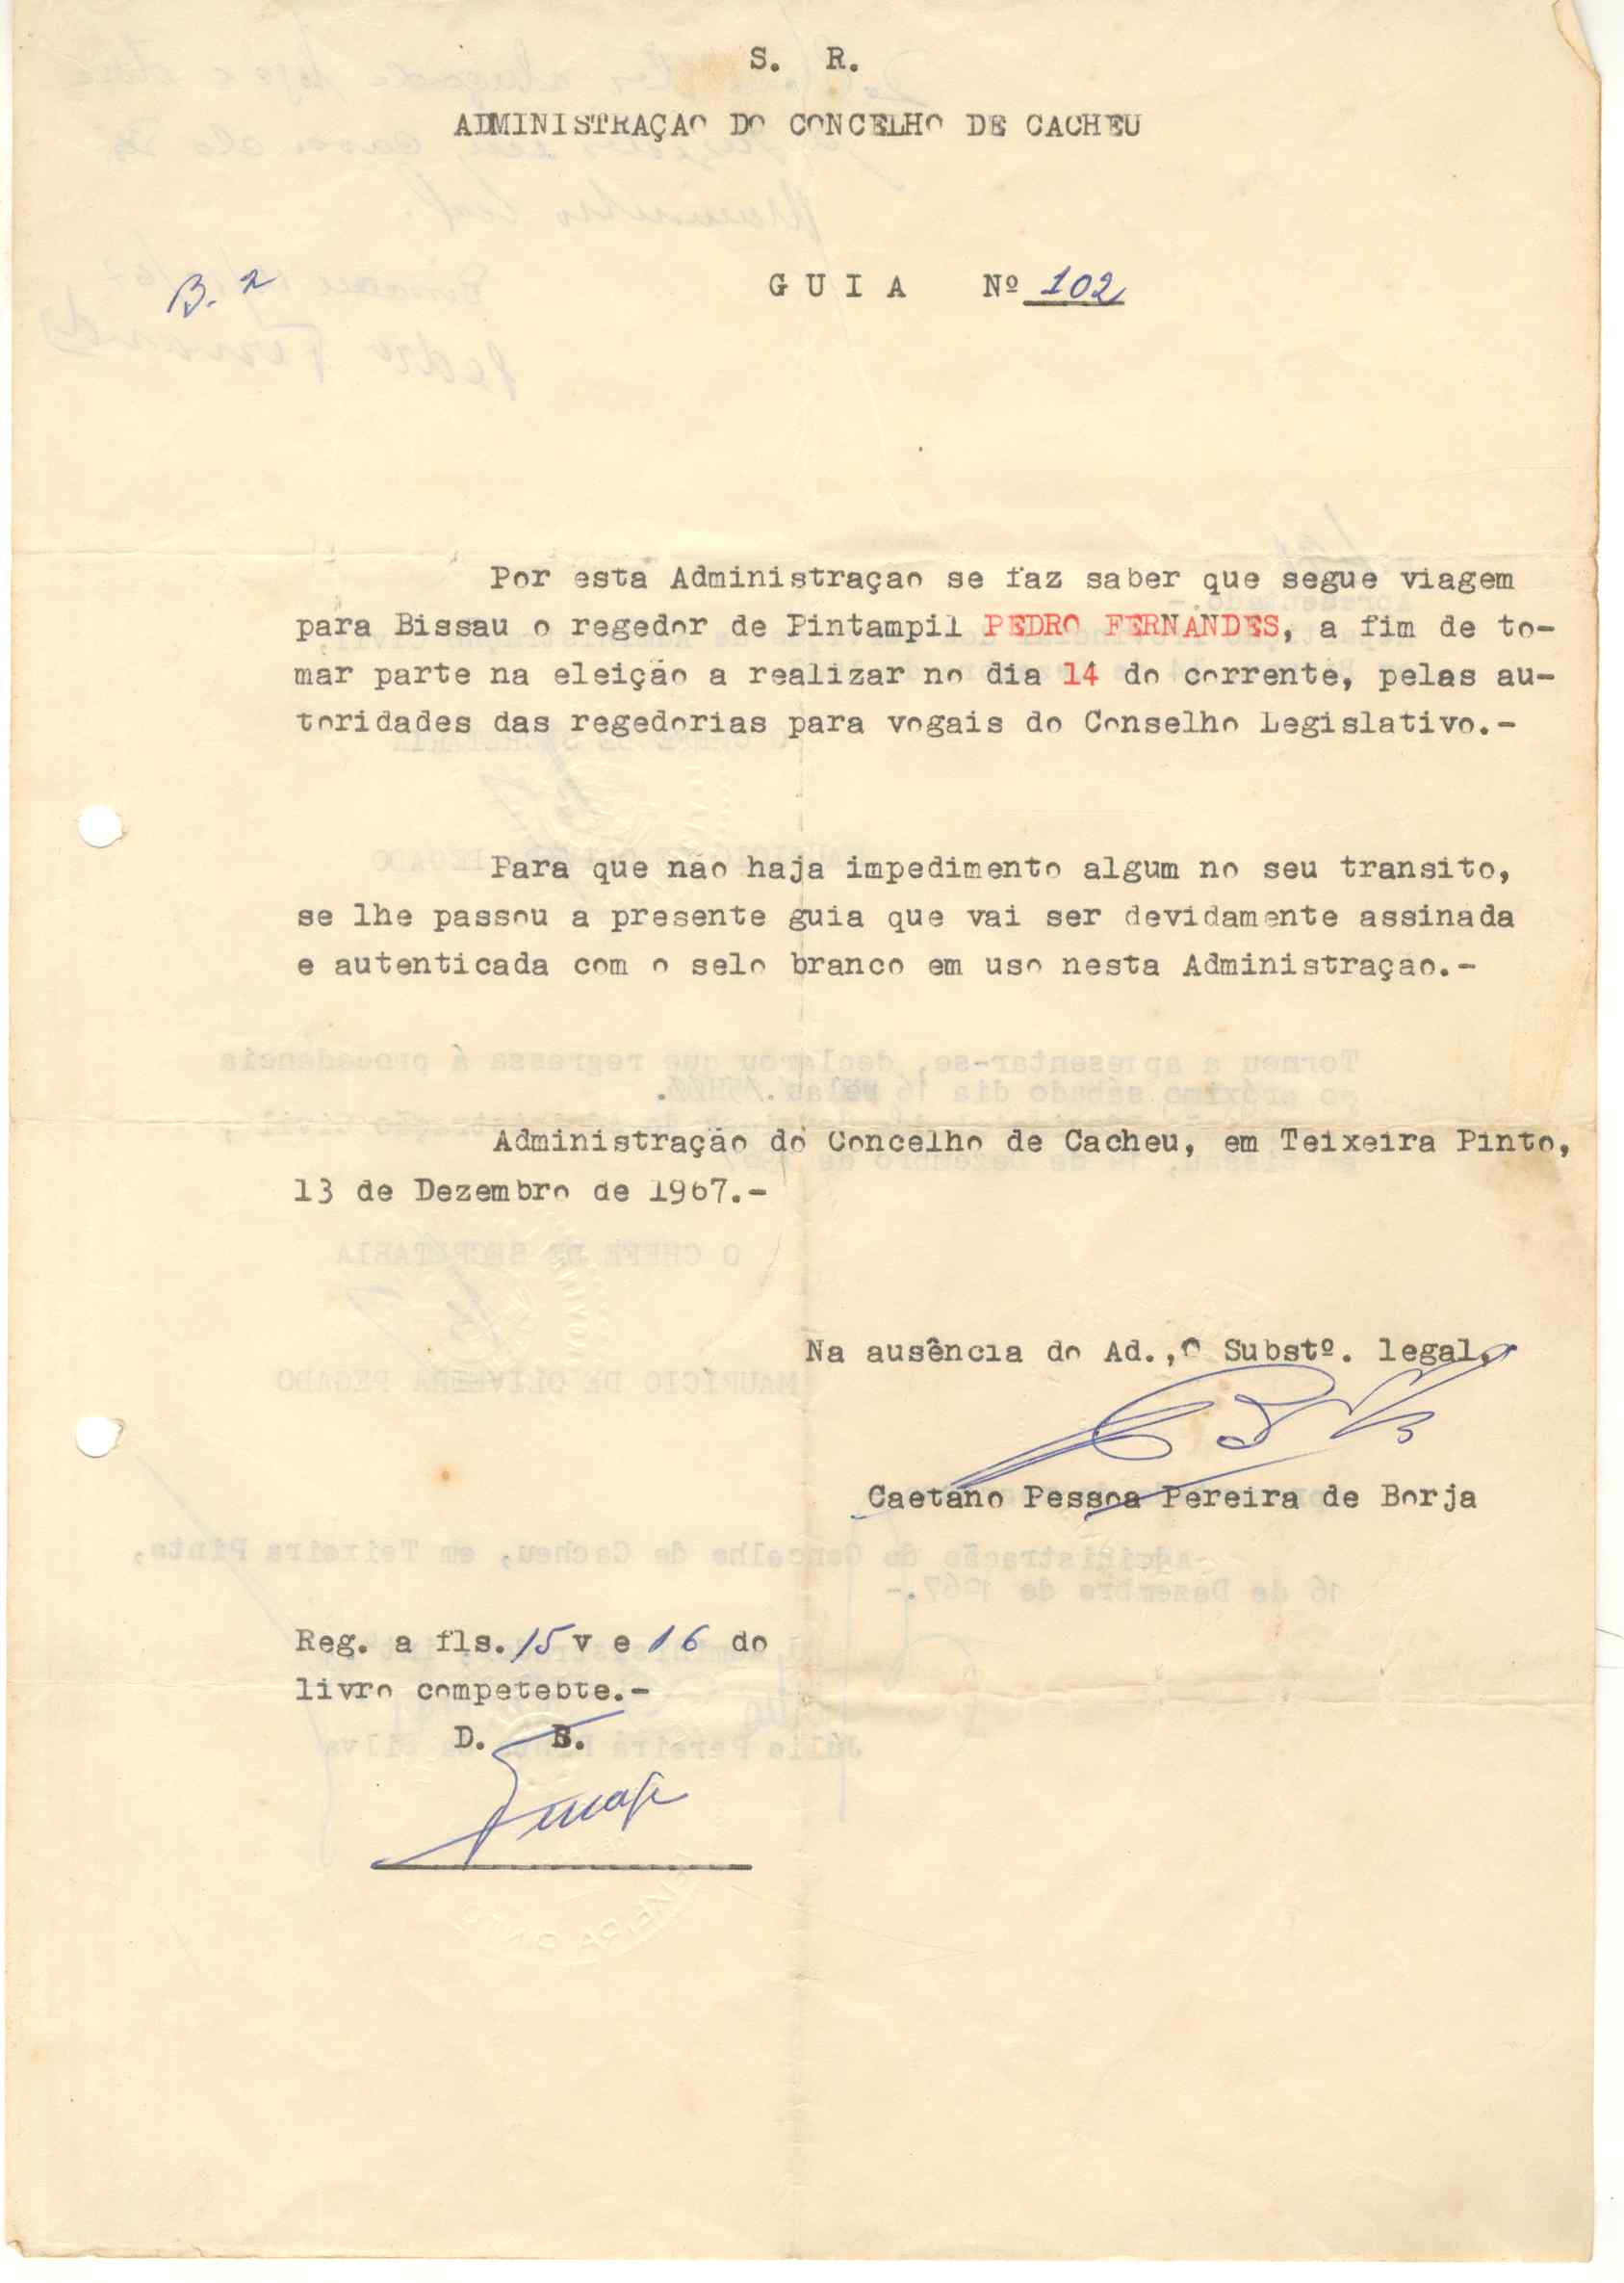 S. R.
ADMINISTRAÇAO DO CONCELHO DE CACHEU
B. 2
GUIA Nº 102
Por esta Administraçao se faz saber que segue viagem
para Bissau o regedor de Pintampil PEDRO FERNANDES, a fim de to-
mar parte na eleição a realizar no dia 14 do corrente, pelas au-
toridades das regedorias para vogais do Conselho Legislativo.-
Para que não haja impedimento algum no seu transito,
se lhe passou a presente guia que vai ser devidamente assinada
e autenticada com o selo branco em uso nesta Administração.-
Administração do Concelho de Cacheu, em Teixeira Pinto,
13 de Dezembro de 1967.-
Na ausência do Ad.,O Substº. legal,
Caetano Pessoa Pereira de Borja
Reg. a fls. 15 v e 16 do
livro competebte.-
D. S.